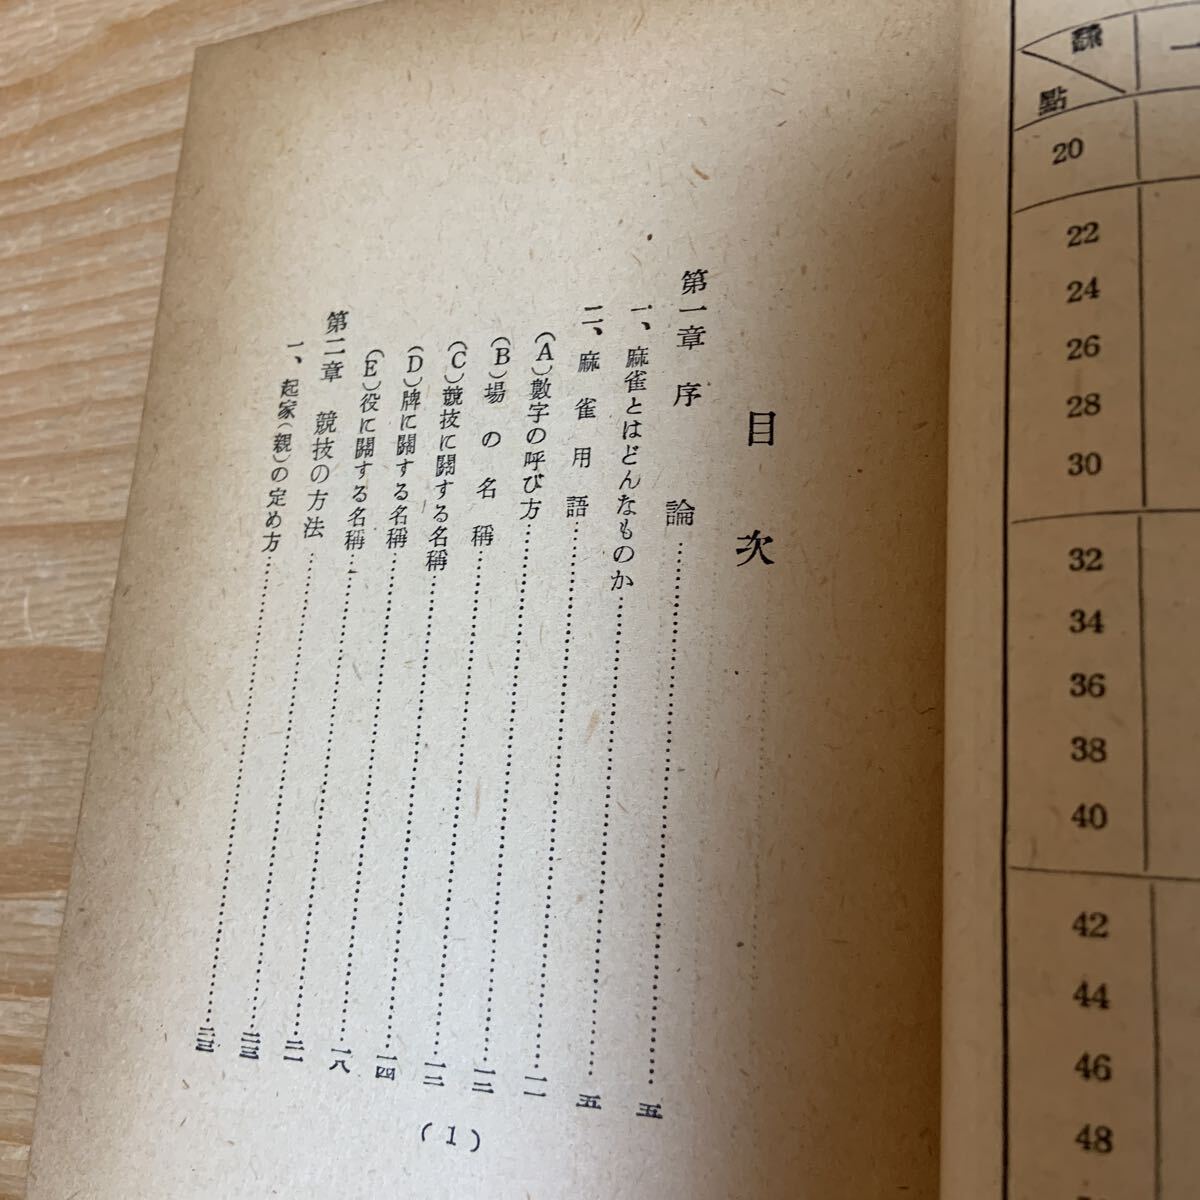 目次
第一章 序論……五
一、麻雀とはどんなものか……五
二、麻雀用語……一一
(A)數字の呼び方……一二
(B)場の名稱……一二
(C)競技に關する名稱……一四
(D)牌に關する名稱……一八
(E)役に關する名稱……二一
第二章 競技の方法……二三
一、起家(親)の定め方……二三
(1)
點
一
20
22
24
26
28
30
32
34
36
38
40
42
44
46
48